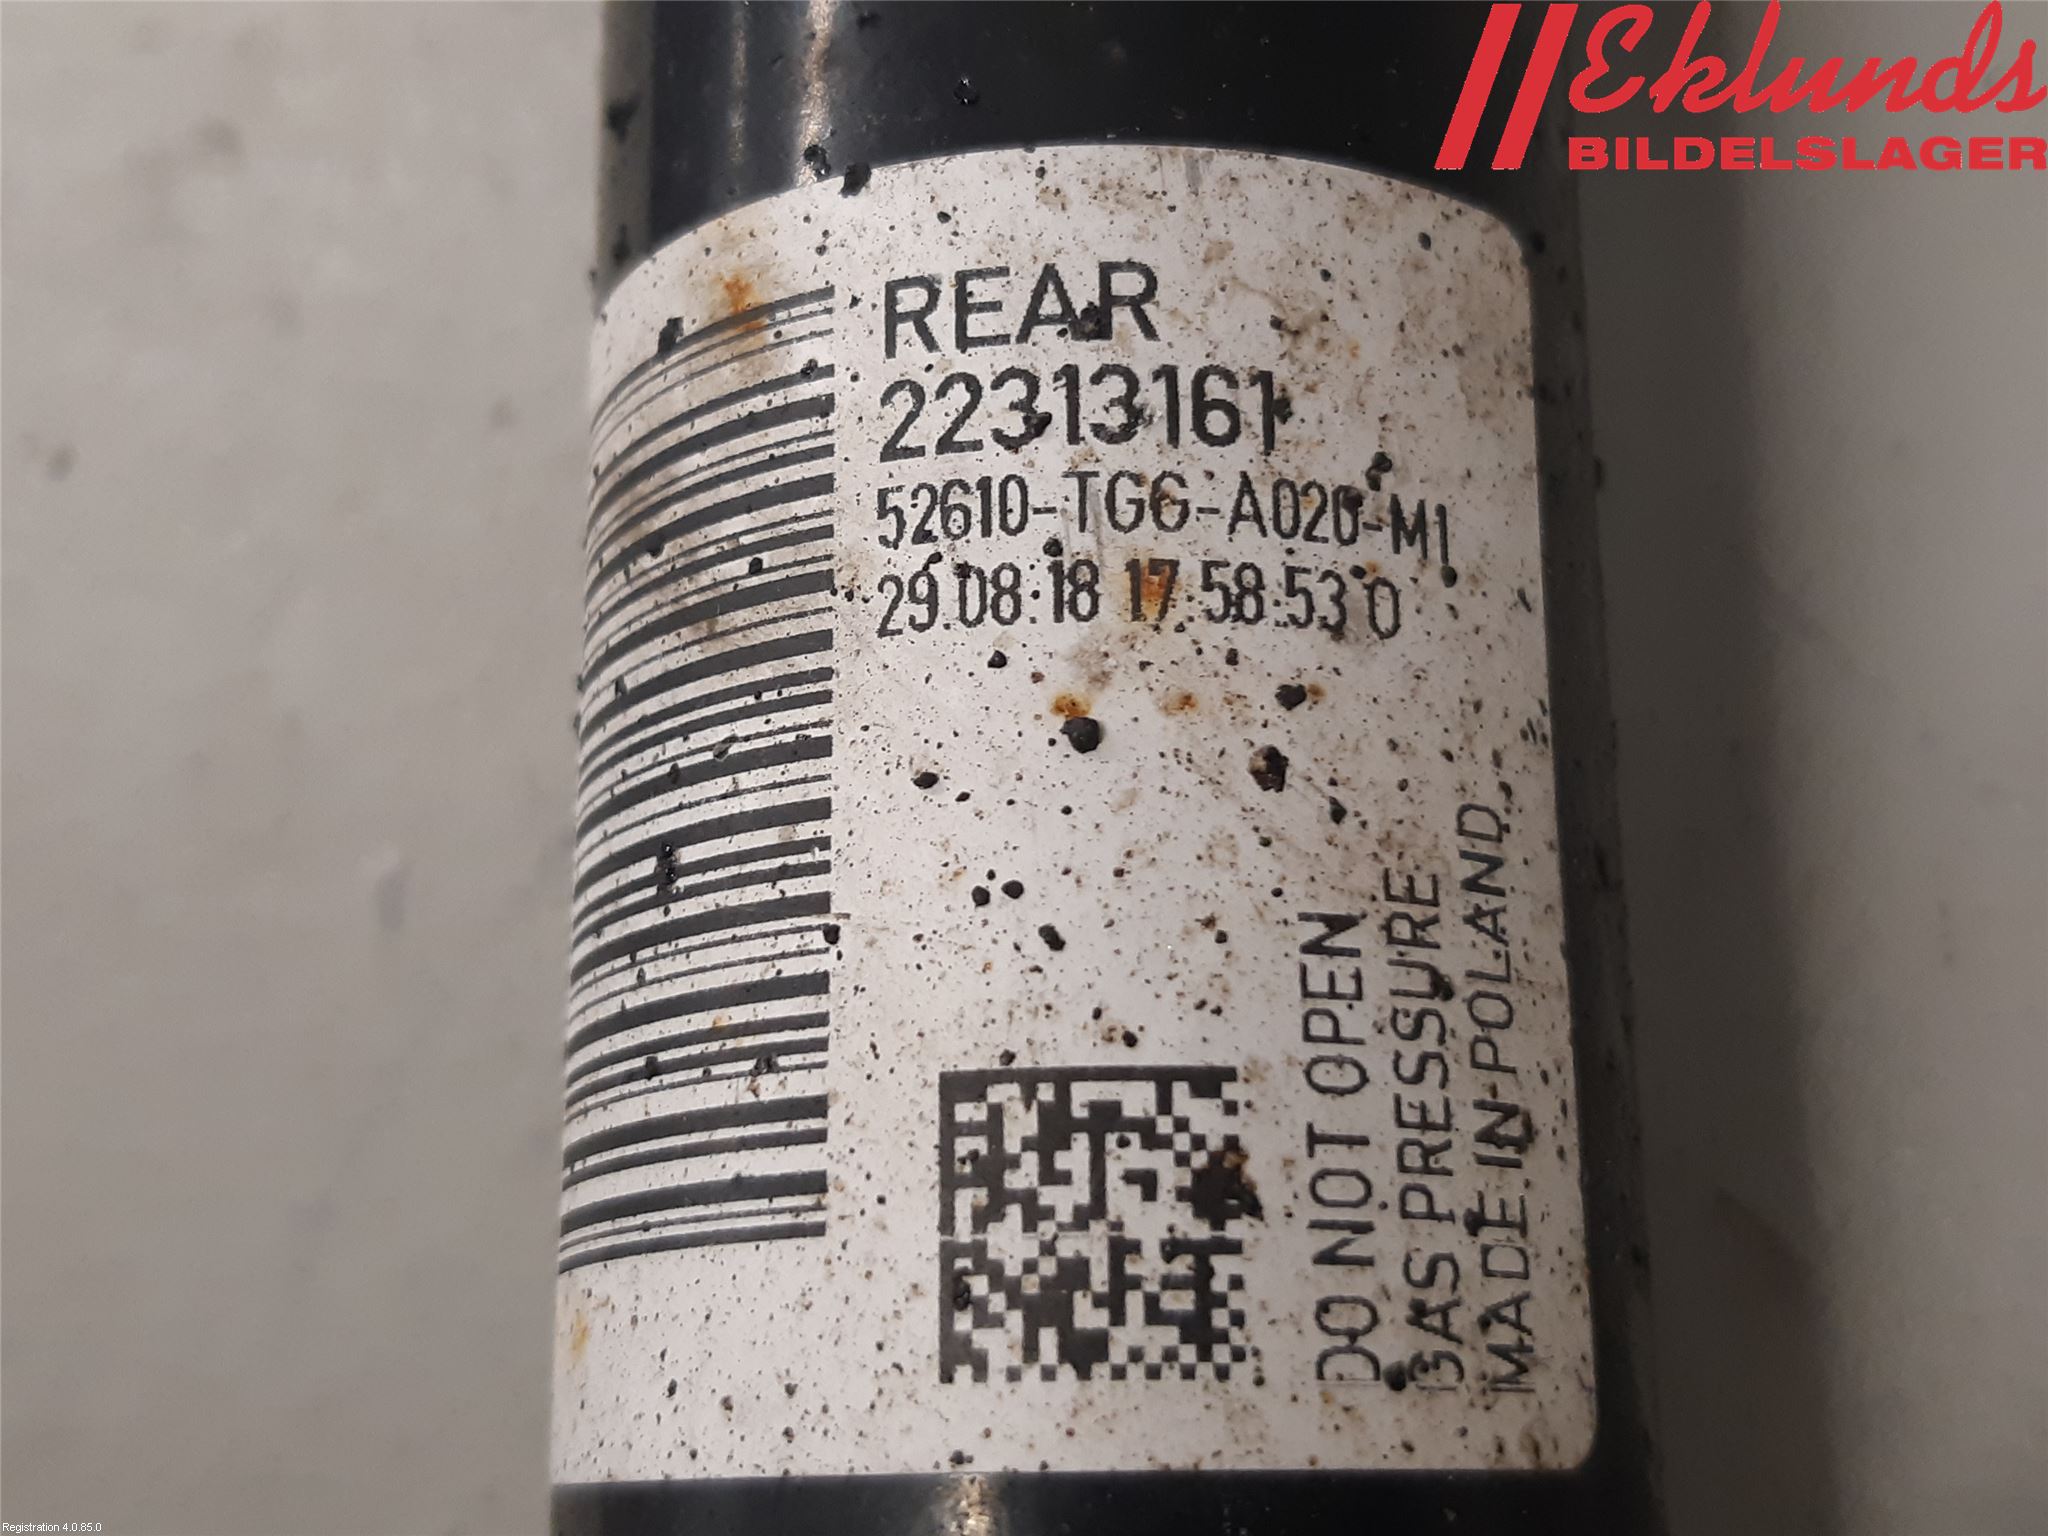 Eklunds
BILDELSLAGER
REAR
22313161
52610-TGG-A020-M1
29.08.18 17:58:53 0
DO NOT OPEN
GAS PRESSURE
MADE IN POLAND
Registration 4.0.85.0